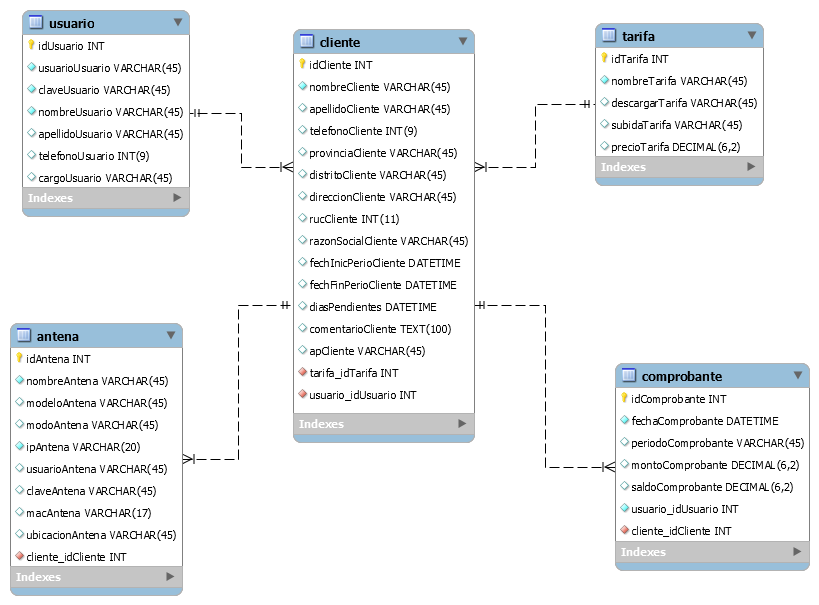 usuario
idUsuario INT
usuarioUsuario VARCHAR(45)
claveUsuario VARCHAR(45)
nombreUsuario VARCHAR(45)
apellidoUsuario VARCHAR(45)
telefonoUsuario INT(9)
cargoUsuario VARCHAR(45)
Indexes
cliente
idCliente INT
nombreCliente VARCHAR(45)
apellidoCliente VARCHAR(45)
telefonoCliente INT(9)
provinciaCliente VARCHAR(45)
distritoCliente VARCHAR(45)
direccionCliente VARCHAR(45)
rucCliente INT(11)
razonSocialCliente VARCHAR(45)
fechInicPerioCliente DATETIME
fechFinPerioCliente DATETIME
diasPendientes DATETIME
comentarioCliente TEXT(100)
apCliente VARCHAR(45)
tarifa_idTarifa INT
usuario_idUsuario INT
Indexes
tarifa
idTarifa INT
nombreTarifa VARCHAR(45)
descargarTarifa VARCHAR(45)
subidaTarifa VARCHAR(45)
precioTarifa DECIMAL(6,2)
Indexes
antena
idAntena INT
nombreAntena VARCHAR(45)
modeloAntena VARCHAR(45)
modoAntena VARCHAR(45)
ipAntena VARCHAR(20)
usuarioAntena VARCHAR(45)
claveAntena VARCHAR(45)
macAntena VARCHAR(17)
ubicacionAntena VARCHAR(45)
cliente_idCliente INT
Indexes
comprobante
idComprobante INT
fechaComprobante DATETIME
periodoComprobante VARCHAR(45)
montoComprobante DECIMAL(6,2)
saldoComprobante DECIMAL(6,2)
usuario_idUsuario INT
cliente_idCliente INT
Indexes